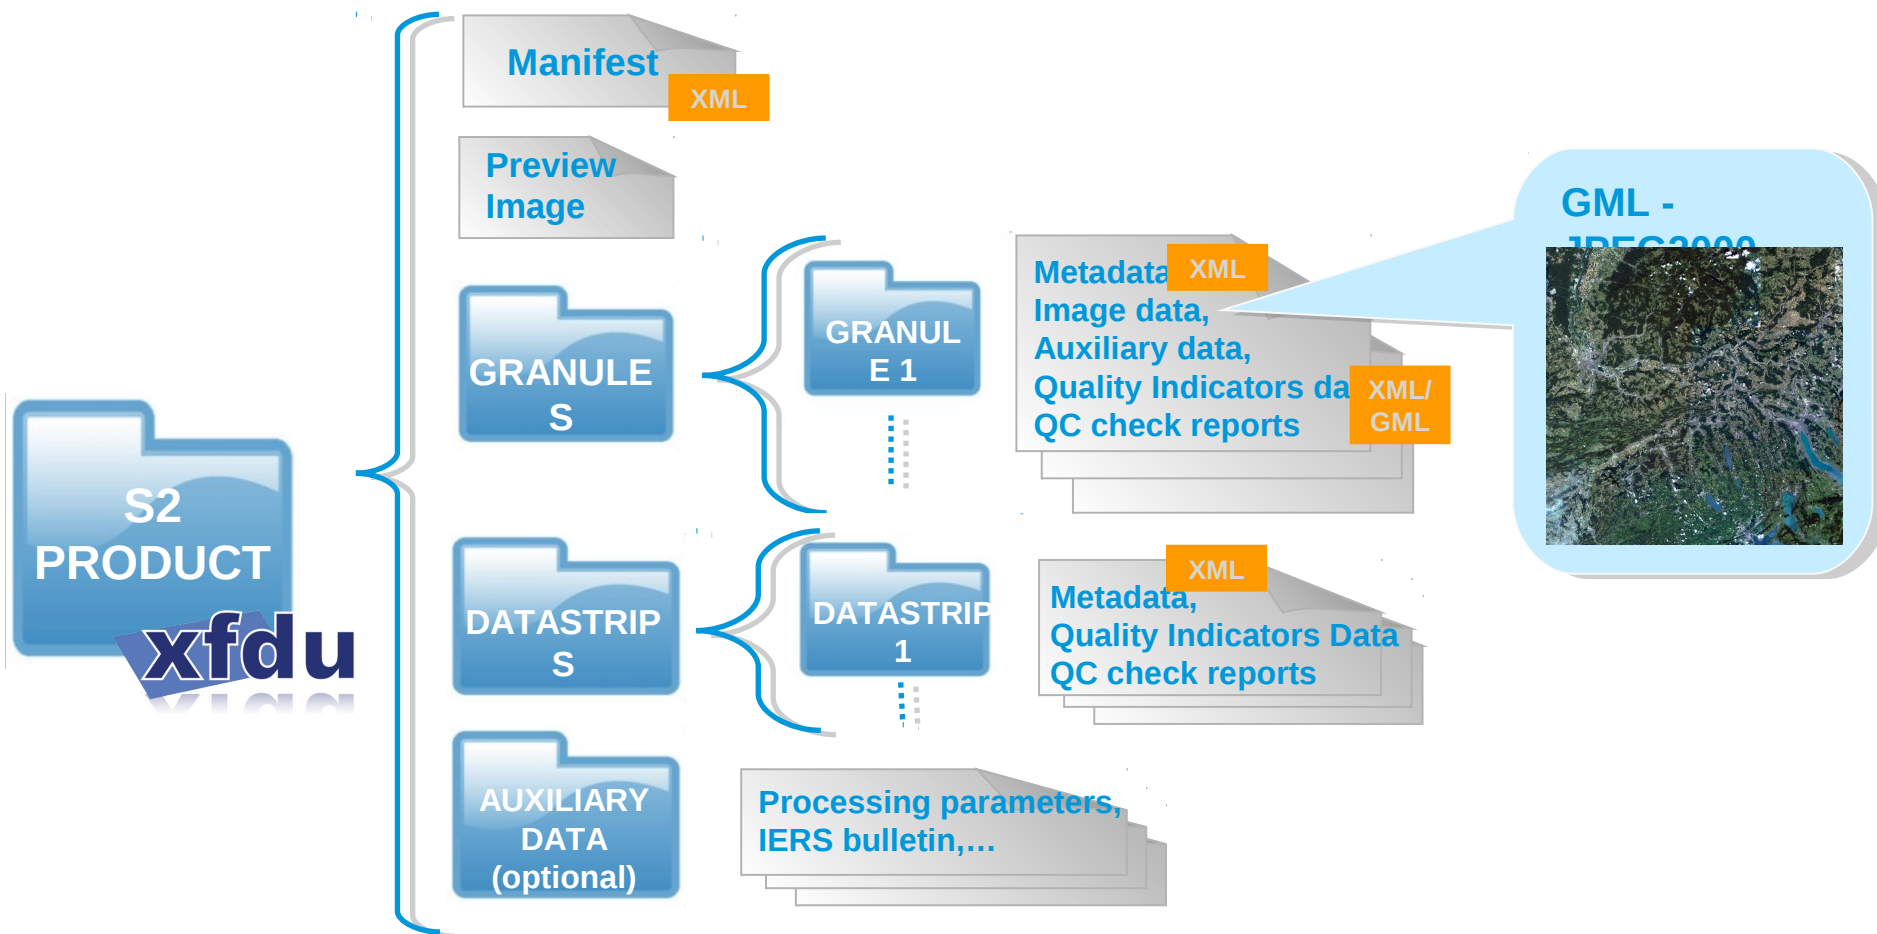 Manifest
XML
Preview
Image
GRANULE
S
GRANUL
E 1
Metadata
XML
Image data,
Auxiliary data,
Quality Indicators da
QC check reports
XML/
GML
GML -
JPEG2000
S2
PRODUCT
xfdu
DATASTRIP
S
DATASTRIP
1
XML
Metadata,
Quality Indicators Data
QC check reports
AUXILIARY
DATA
(optional)
Processing parameters,
IERS bulletin,…